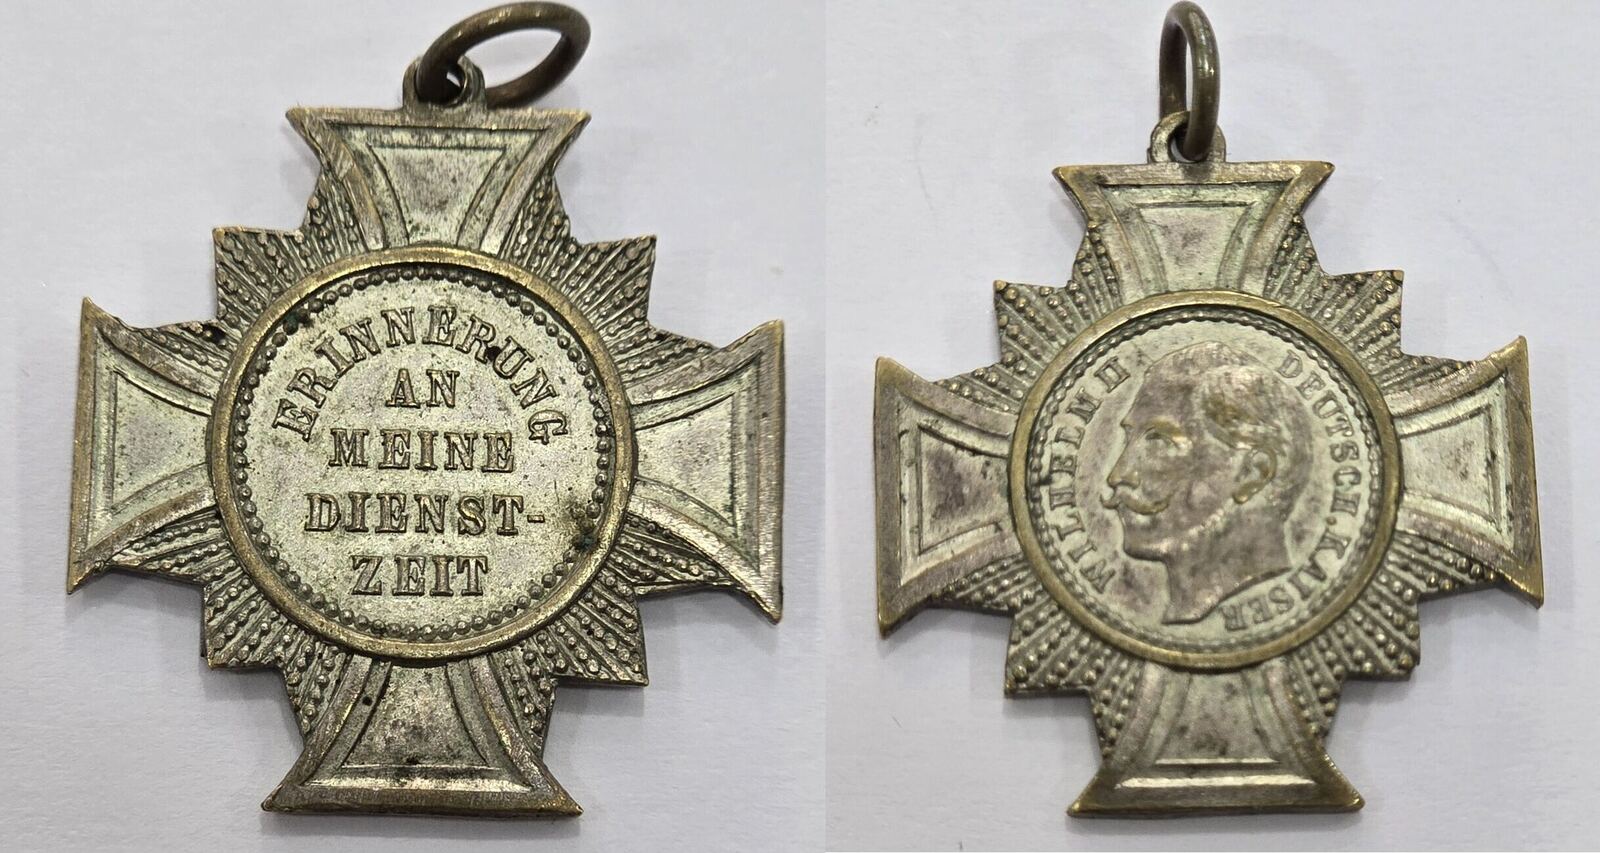 ERINNERUNG
AN
MEINE
DIENST-
ZEIT
WILHELM II DEUTSCH. KAISER